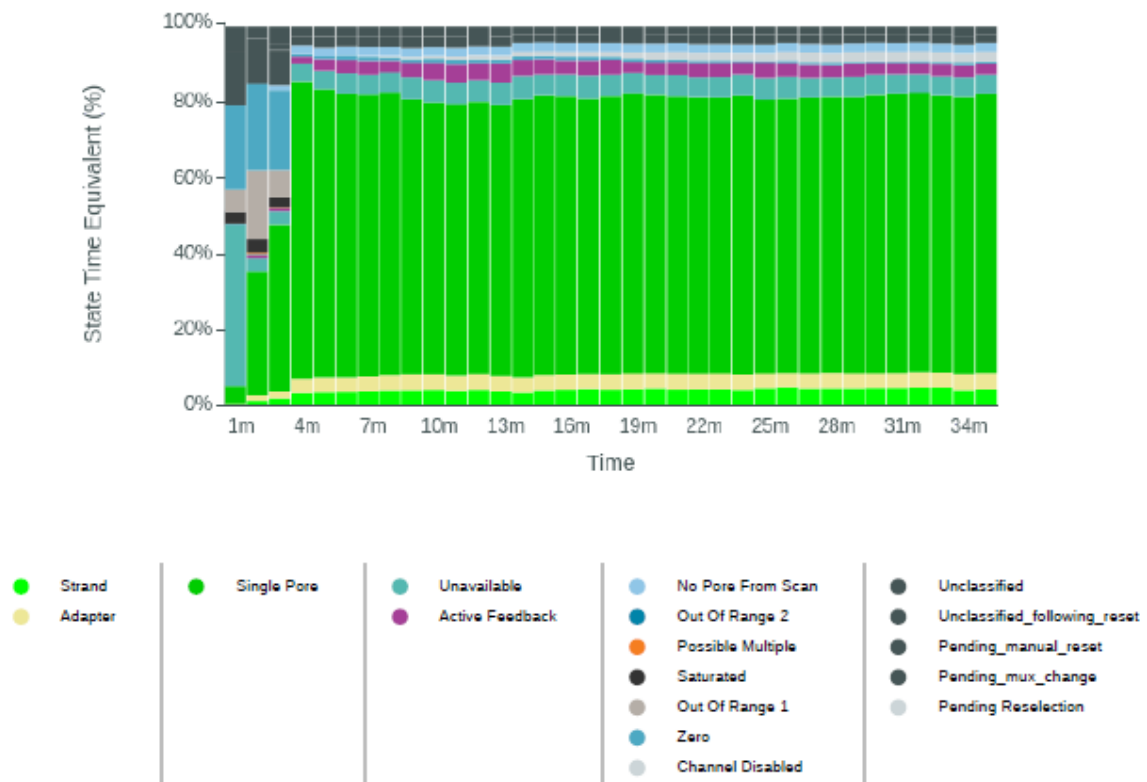 100%
80%
60%
40%
20%
0%
State Time Equivalent (%)
1m 4m 7m 10m 13m 16m 19m 22m 25m 28m 31m 34m
Time
Strand
Adapter
Single Pore
Unavailable
Active Feedback
No Pore From Scan
Out Of Range 2
Possible Multiple
Saturated
Out Of Range 1
Zero
Channel Disabled
Unclassified
Unclassified_following_reset
Pending_manual_reset
Pending_mux_change
Pending Reselection